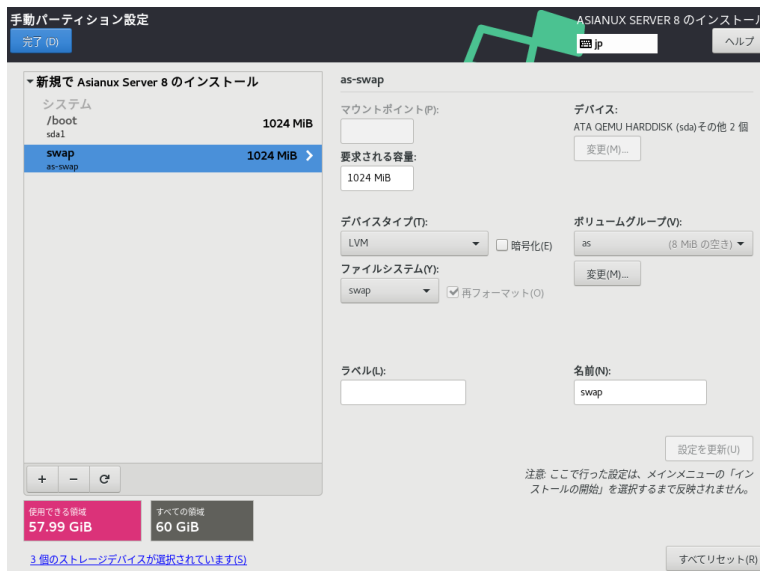 手動パーティション設定
完了 (D)
ASIANUX SERVER 8 のインストール
jp
ヘルプ
新規で Asianux Server 8 のインストール
システム
/boot
1024 MiB
sda1
swap
1024 MiB
as-swap
+ − 
使用できる領域
57.99 GiB
すべての領域
60 GiB
3 個のストレージデバイスが選択されています(S)
as-swap
マウントポイント(P):
要求される容量:
1024 MiB
デバイス:
ATA QEMU HARDDISK (sda)その他 2 個
変更(M)...
デバイスタイプ(T):
LVM
暗号化(E)
ボリュームグループ(V):
as
(8 MiB の空き)
ファイルシステム(Y):
swap
再フォーマット(O)
変更(M)...
ラベル(L):
名前(N):
swap
設定を更新(U)
注意: ここで行った設定は、メインメニューの「イン
ストールの開始」を選択するまで反映されません。
すべてリセット(R)